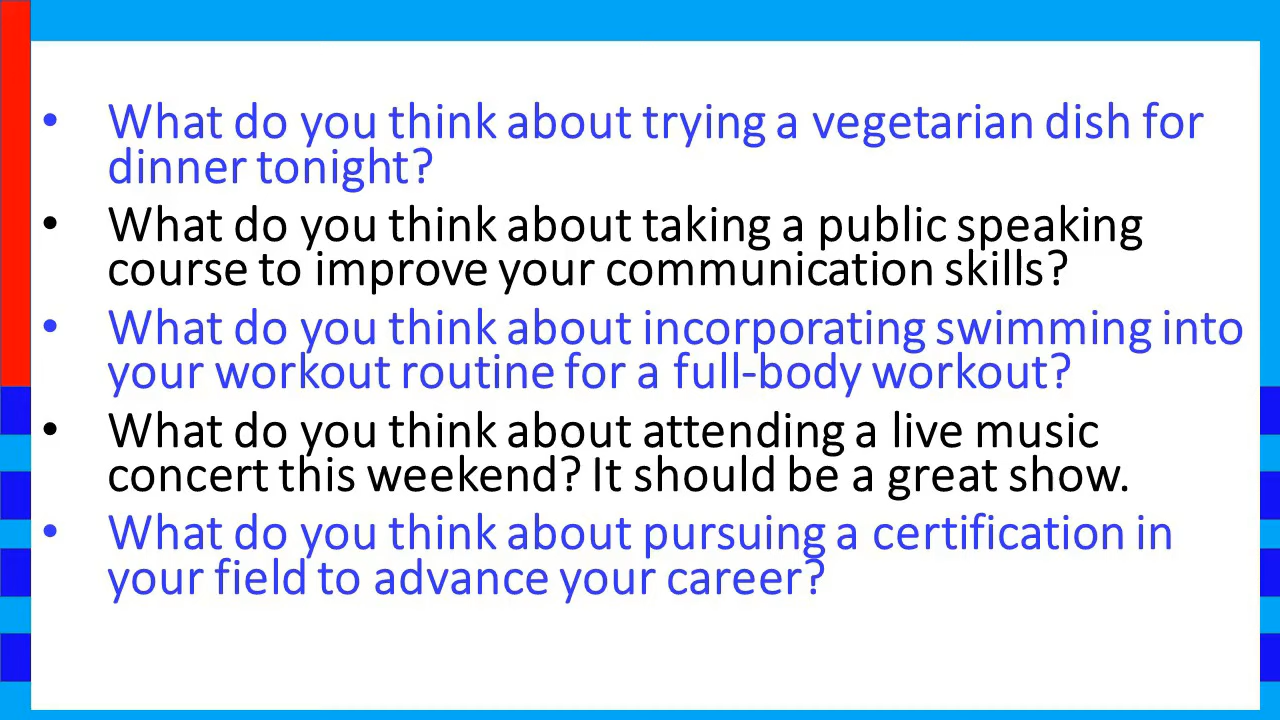 • What do you think about trying a vegetarian dish for
dinner tonight?
• What do you think about taking a public speaking
course to improve your communication skills?
• What do you think about incorporating swimming into
your workout routine for a full-body workout?
• What do you think about attending a live music
concert this weekend? It should be a great show.
• What do you think about pursuing a certification in
your field to advance your career?